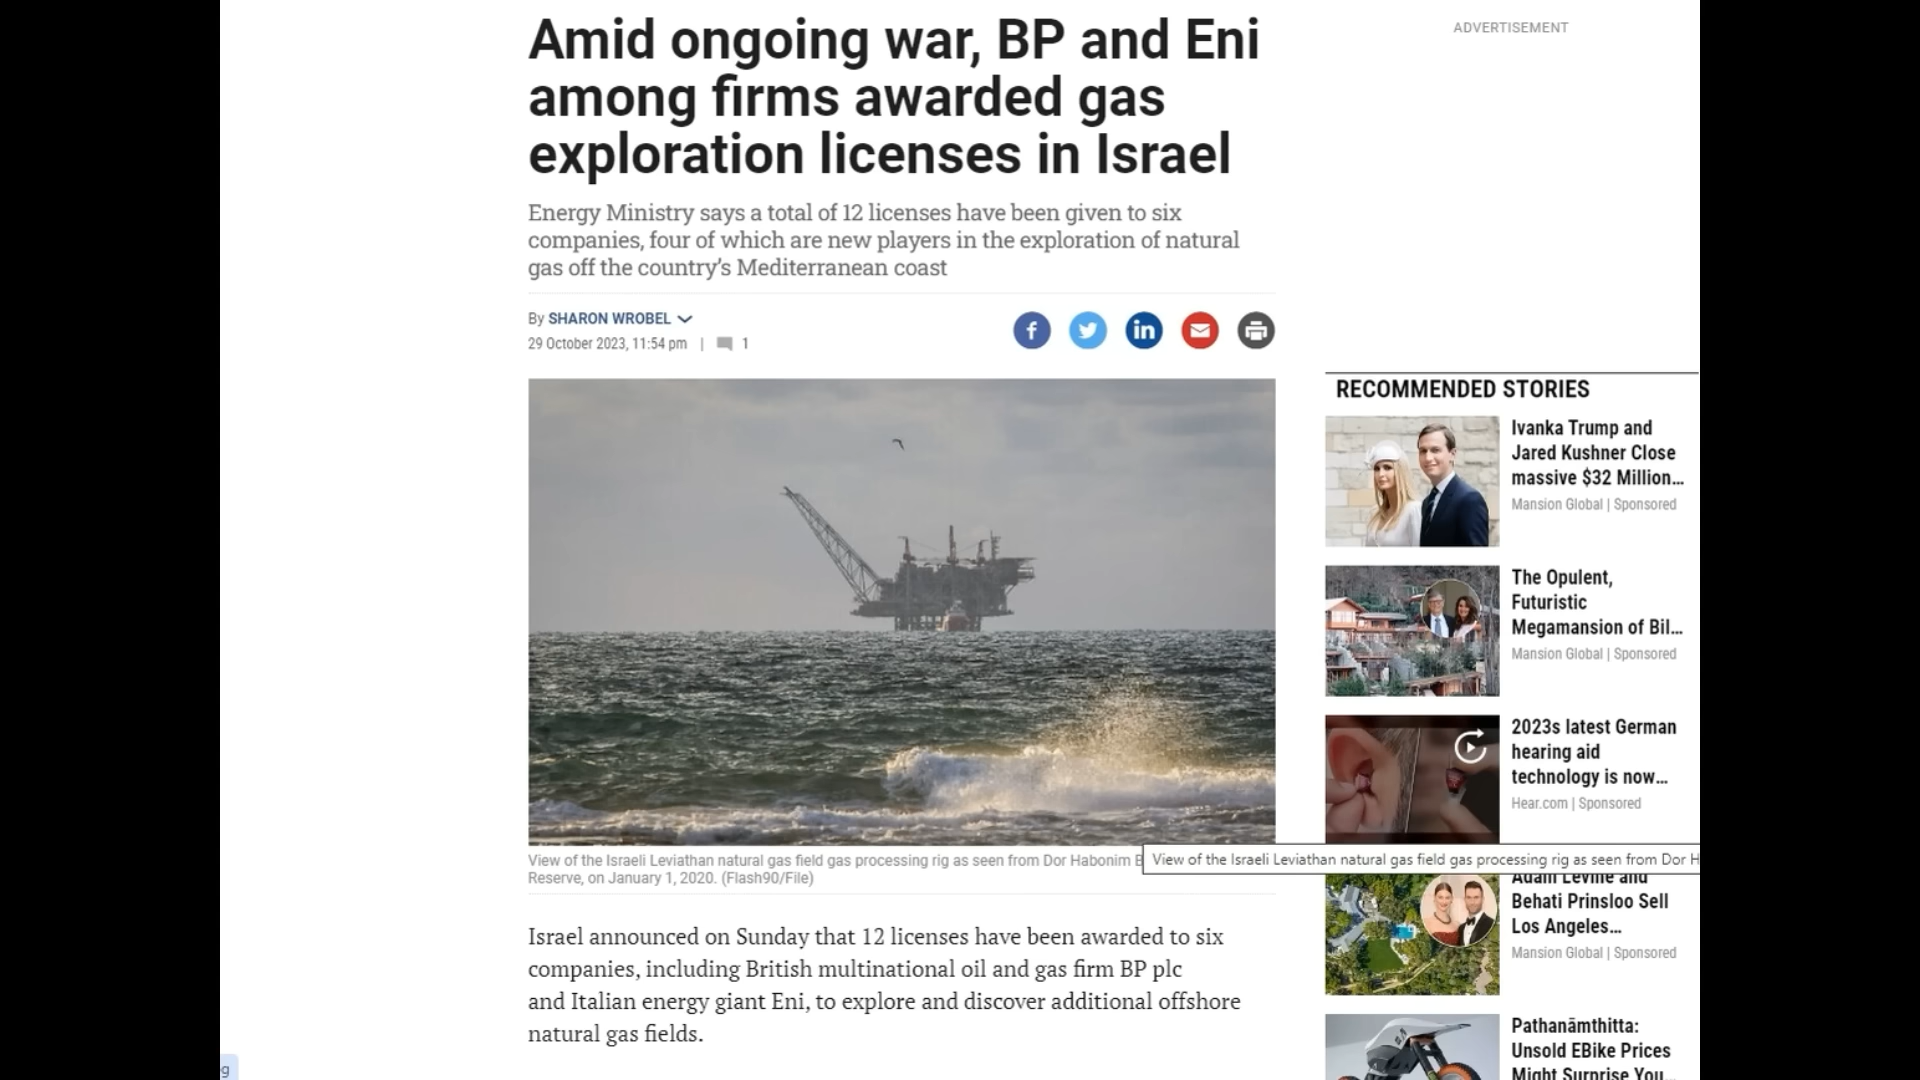 Amid ongoing war, BP and Eni
among firms awarded gas
exploration licenses in Israel
Energy Ministry says a total of 12 licenses have been given to six
companies, four of which are new players in the exploration of natural
gas off the country's Mediterranean coast
By SHARON WROBEL
29 October 2023, 11:54 pm | 1
f in
View of the Israeli Leviathan natural gas field gas processing rig as seen from Dor Habonim B
Reserve, on January 1, 2020. (Flash90/File)
View of the Israeli Leviathan natural gas field gas processing rig as seen from Dor H
Israel announced on Sunday that 12 licenses have been awarded to six
companies, including British multinational oil and gas firm BP plc
and Italian energy giant Eni, to explore and discover additional offshore
natural gas fields.
ADVERTISEMENT
RECOMMENDED STORIES
Ivanka Trump and
Jared Kushner Close
massive $32 Million...
Mansion Global | Sponsored
The Opulent,
Futuristic
Megamansion of Bil...
Mansion Global | Sponsored
2023s latest German
hearing aid
technology is now...
Hear.com | Sponsored
Adam Levine and
Behati Prinsloo Sell
Los Angeles...
Mansion Global | Sponsored
Pathanāmthitta:
Unsold EBike Prices
Might Surprise You...
g